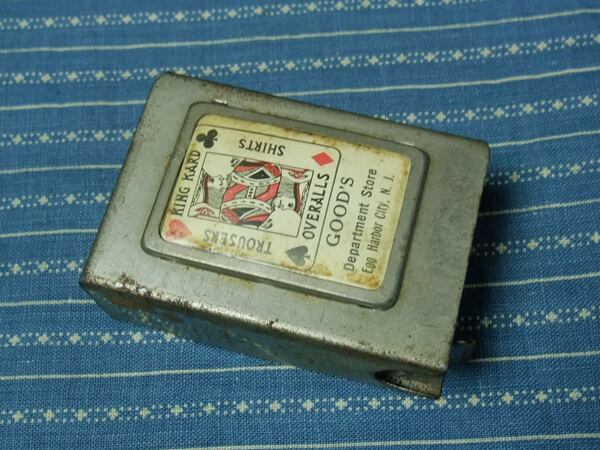 KING KARD
SHIRTS
OVERALLS
TROUSERS
GOOD'S
Department Store
Egg Harbor City, N. J.